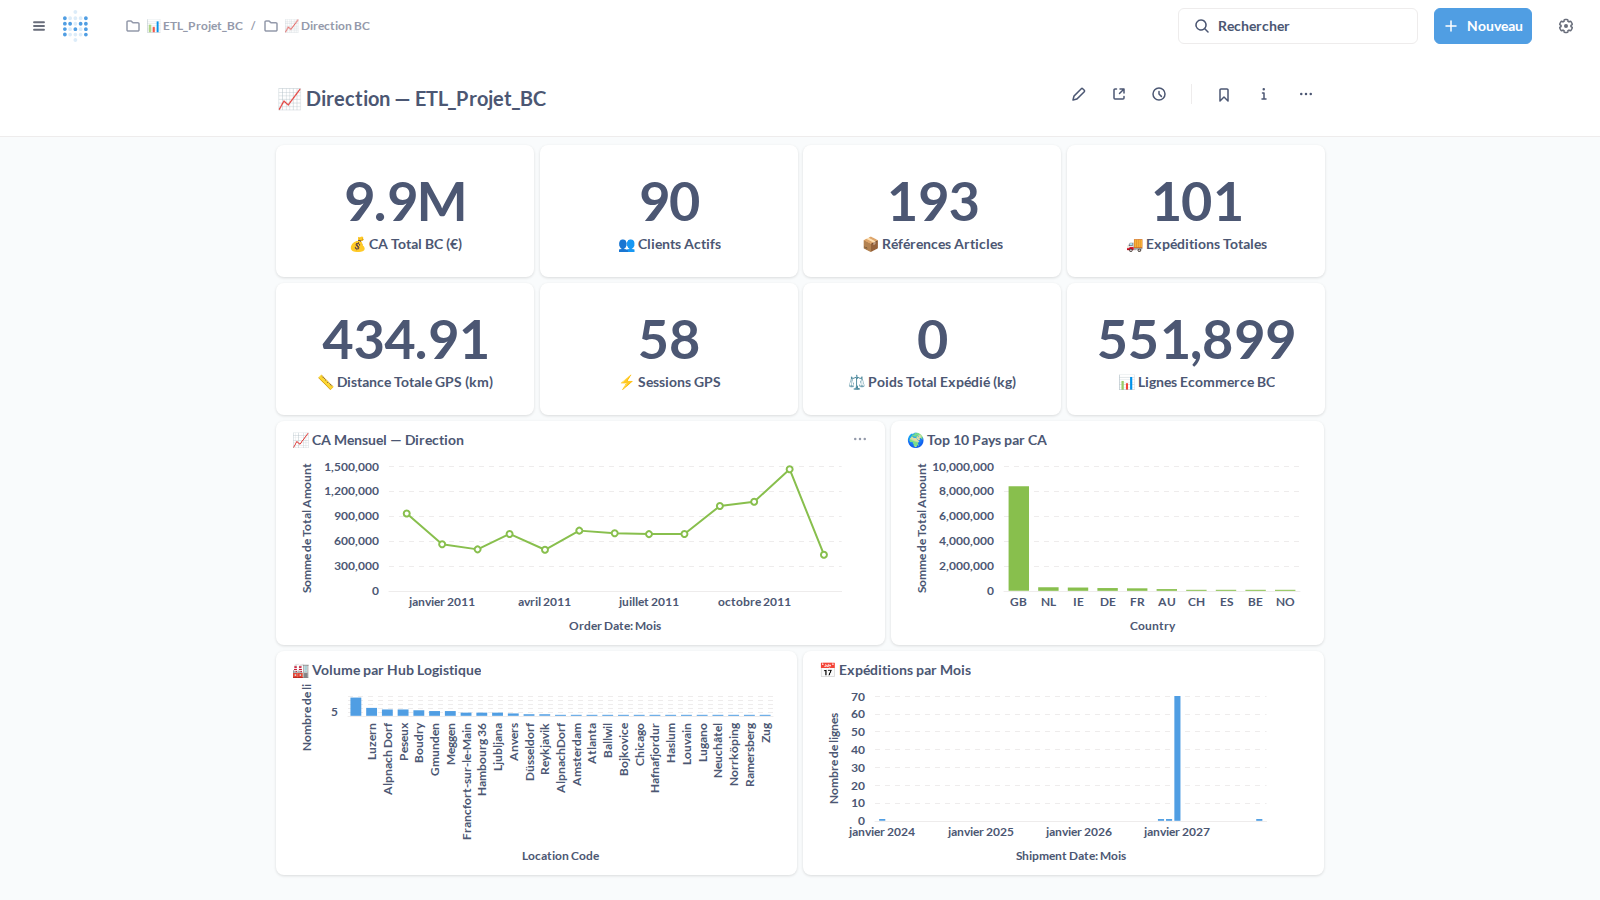 ETL_Projet_BC / Direction BC
Rechercher
Nouveau
Direction — ETL_Projet_BC
9.9M
CA Total BC (€)
90
Clients Actifs
193
Références Articles
101
Expéditions Totales
434.91
Distance Totale GPS (km)
58
Sessions GPS
0
Poids Total Expédié (kg)
551,899
Lignes Ecommerce BC
CA Mensuel — Direction
Somme de Total Amount
1,500,000
1,200,000
900,000
600,000
300,000
0
janvier 2011 avril 2011 juillet 2011 octobre 2011
Order Date: Mois
Top 10 Pays par CA
Somme de Total Amount
10,000,000
8,000,000
6,000,000
4,000,000
2,000,000
0
GB NL IE DE FR AU CH ES BE NO
Country
Volume par Hub Logistique
Nombre de li
5
Luzern
Alpnach Dorf
Peseux
Boudry
Gmunden
Meggen
Francfort-sur-le-Main
Hambourg 36
Ljubljana
Anvers
Düsseldorf
Reykjavik
AlpnachDorf
Amsterdam
Atlanta
Ballwil
Bojkovice
Chicago
Hafnafjordur
Haslum
Louvain
Lugano
Neuchâtel
Norrköping
Ramersberg
Zug
Location Code
Expéditions par Mois
Nombre de lignes
70
60
50
40
30
20
10
0
janvier 2024 janvier 2025 janvier 2026 janvier 2027
Shipment Date: Mois